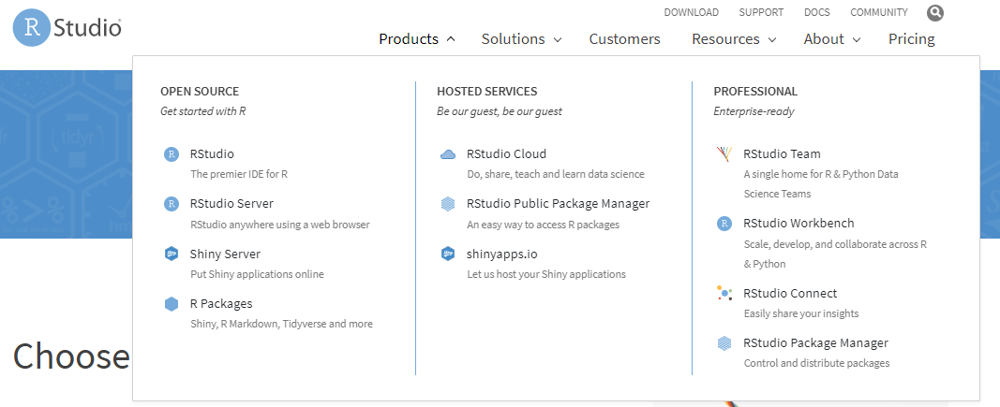 R Studio®
DOWNLOAD SUPPORT DOCS COMMUNITY
Products Solutions Customers Resources About Pricing
OPEN SOURCE
Get started with R
R RStudio
The premier IDE for R
R RStudio Server
RStudio anywhere using a web browser
Shiny Server
Put Shiny applications online
R Packages
Shiny, R Markdown, Tidyverse and more
HOSTED SERVICES
Be our guest, be our guest
RStudio Cloud
Do, share, teach and learn data science
RStudio Public Package Manager
An easy way to access R packages
shinyapps.io
Let us host your Shiny applications
PROFESSIONAL
Enterprise-ready
RStudio Team
A single home for R & Python Data
Science Teams
R RStudio Workbench
Scale, develop, and collaborate across R
& Python
RStudio Connect
Easily share your insights
RStudio Package Manager
Control and distribute packages
tidyr
%>%
Choose